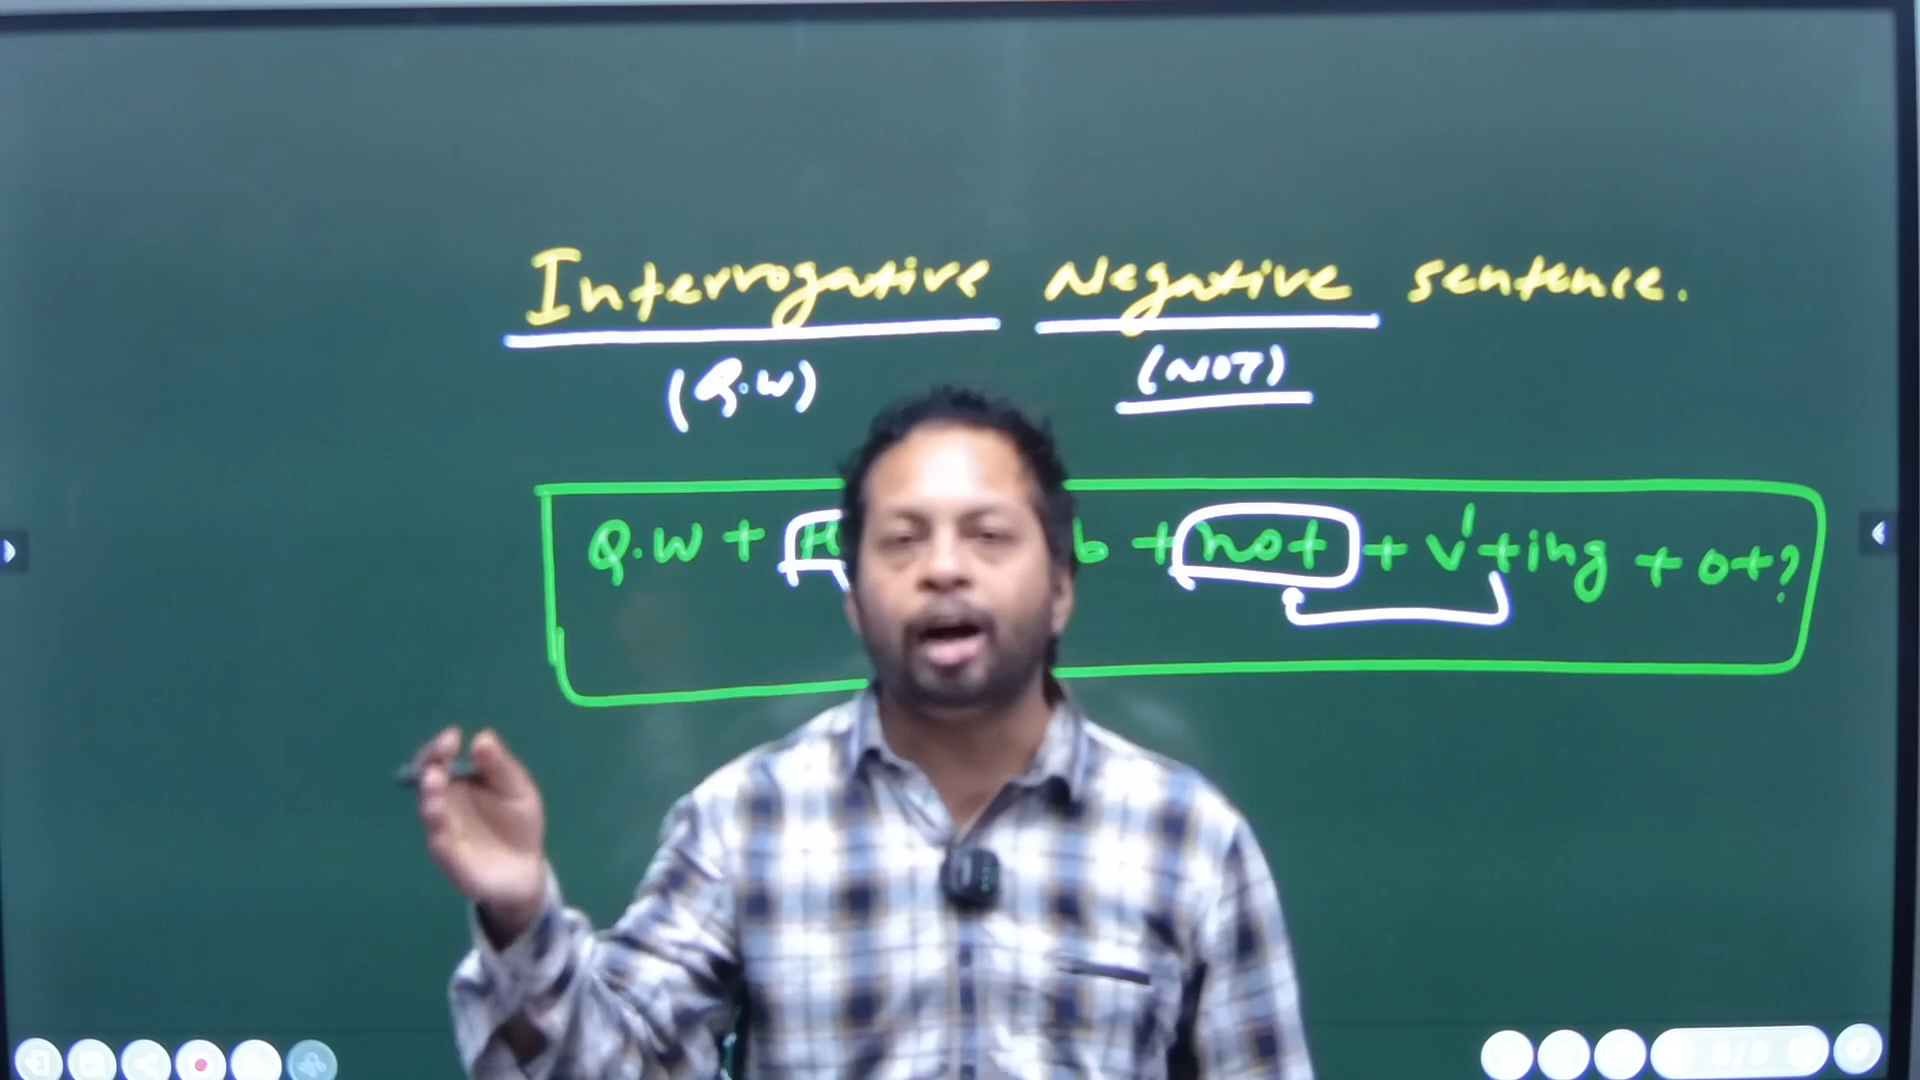 Interrogative Negative sentence.
(Q.W) (NOT)
Q.W + H b + not + V1 + ing + o + ?